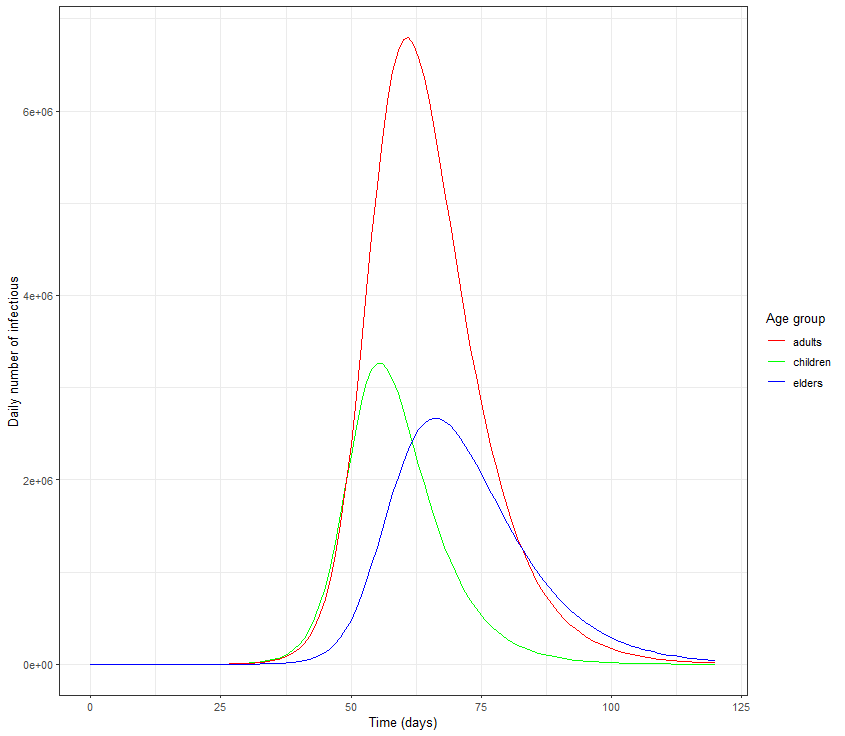 6e+06
4e+06
2e+06
0e+00
Daily number of infectious
0
25
50
75
100
125
Time (days)
Age group
adults
children
elders